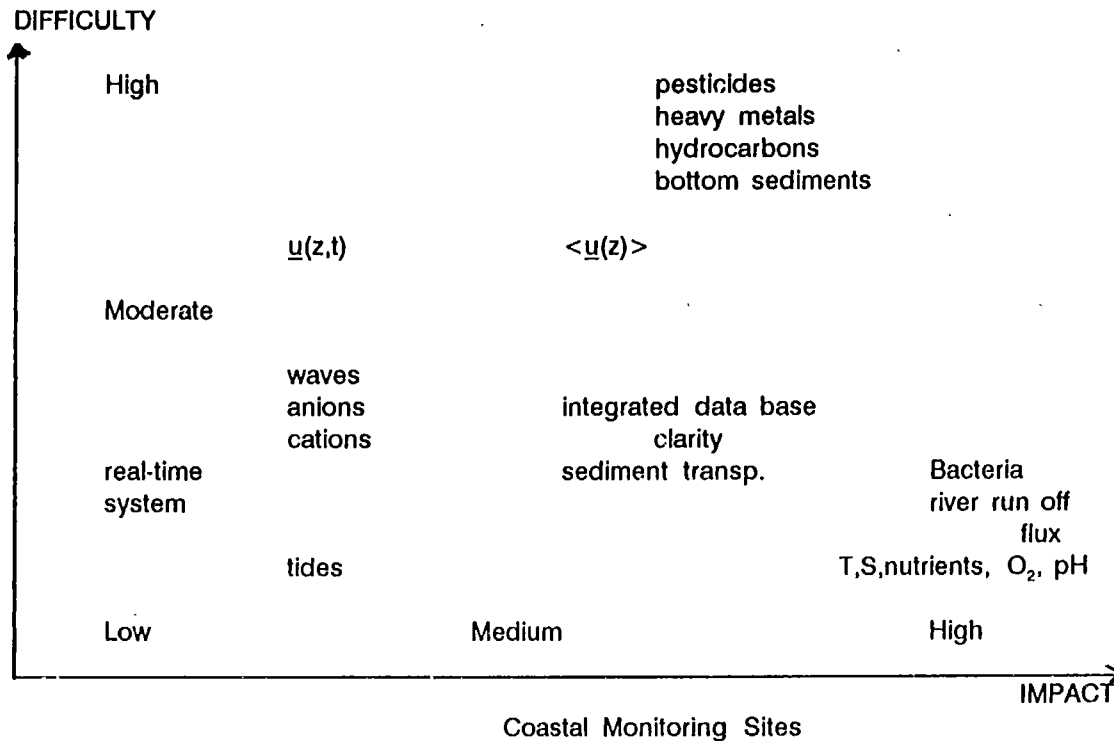 DIFFICULTY
High pesticides
heavy metals
hydrocarbons
bottom sediments
u(z,t) <u(z)>
Moderate
waves
anions integrated data base
cations clarity
real-time sediment transp. Bacteria
system river run off
flux
tides T,S,nutrients, O₂, pH
Low Medium High
IMPACT
Coastal Monitoring Sites